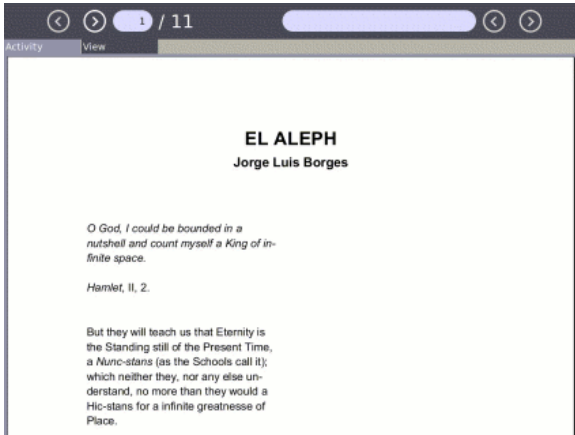 1 / 11
Activity View
EL ALEPH
Jorge Luis Borges
O God, I could be bounded in a
nutshell and count myself a King of in-
finite space.
Hamlet, II, 2.
But they will teach us that Eternity is
the Standing still of the Present Time,
a Nunc-stans (as the Schools call it);
which neither they, nor any else un-
derstand, no more than they would a
Hic-stans for a infinite greatnesse of
Place.